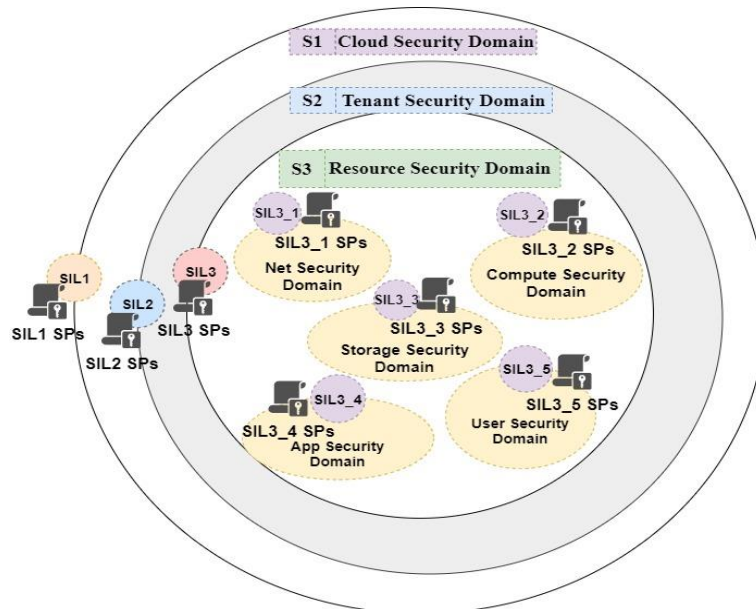 S1 Cloud Security Domain
S2 Tenant Security Domain
S3 Resource Security Domain
SIL3_1
SIL3_1 SPs
Net Security
Domain
SIL3_2
SIL3_2 SPs
Compute Security
Domain
SIL1
SIL1 SPs
SIL2
SIL2 SPs
SIL3
SIL3 SPs
SIL3_3
SIL3_3 SPs
Storage Security
Domain
SIL3_4
SIL3_4 SPs
App Security
Domain
SIL3_5
SIL3_5 SPs
User Security
Domain